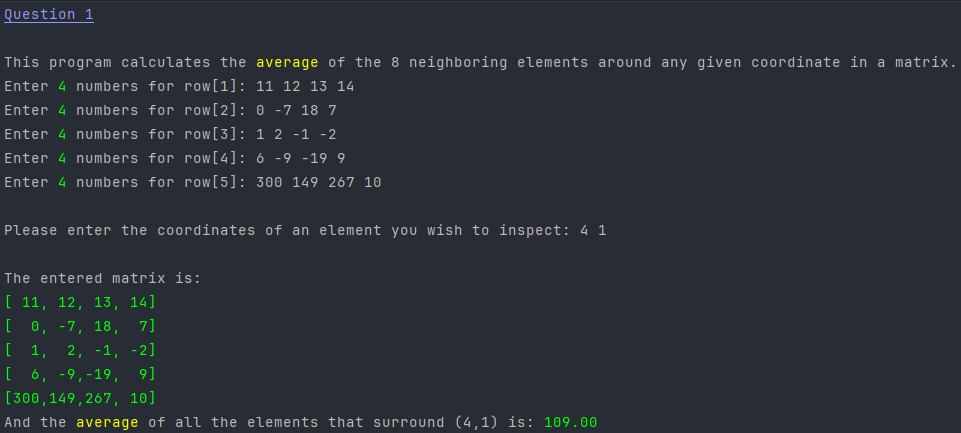 Question 1
This program calculates the average of the 8 neighboring elements around any given coordinate in a matrix.
Enter 4 numbers for row[1]: 11 12 13 14
Enter 4 numbers for row[2]: 0 -7 18 7
Enter 4 numbers for row[3]: 1 2 -1 -2
Enter 4 numbers for row[4]: 6 -9 -19 9
Enter 4 numbers for row[5]: 300 149 267 10
Please enter the coordinates of an element you wish to inspect: 4 1
The entered matrix is:
[ 11, 12, 13, 14]
[  0, -7, 18,  7]
[  1,  2, -1, -2]
[  6, -9,-19,  9]
[300,149,267, 10]
And the average of all the elements that surround (4,1) is: 109.00